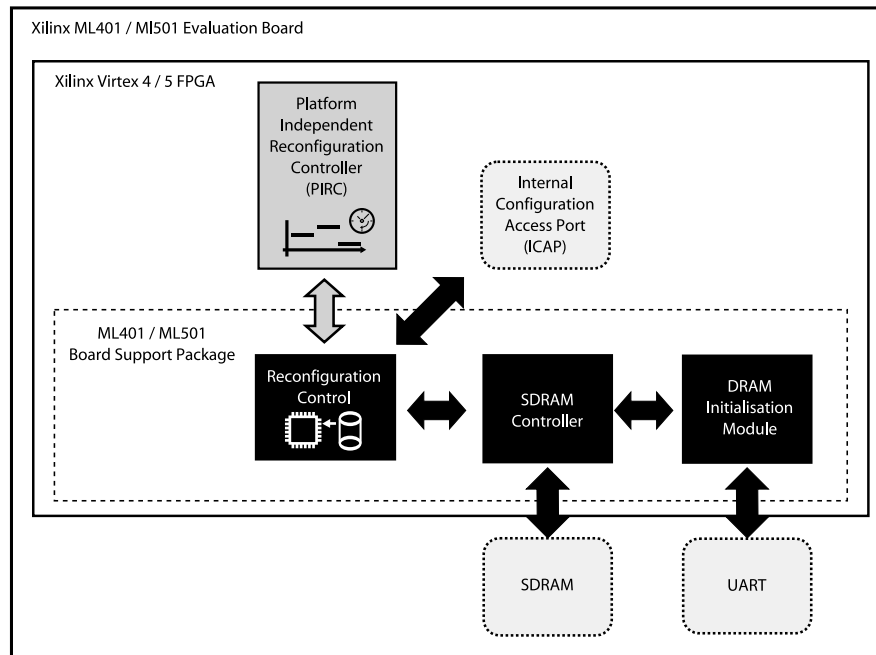 Xilinx ML401 / Ml501 Evaluation Board
Xilinx Virtex 4 / 5 FPGA
Platform
Independent
Reconfiguration
Controller
(PIRC)
Internal
Configuration
Access Port
(ICAP)
ML401 / ML501
Board Support Package
Reconfiguration
Control
SDRAM
Controller
DRAM
Initialisation
Module
SDRAM
UART